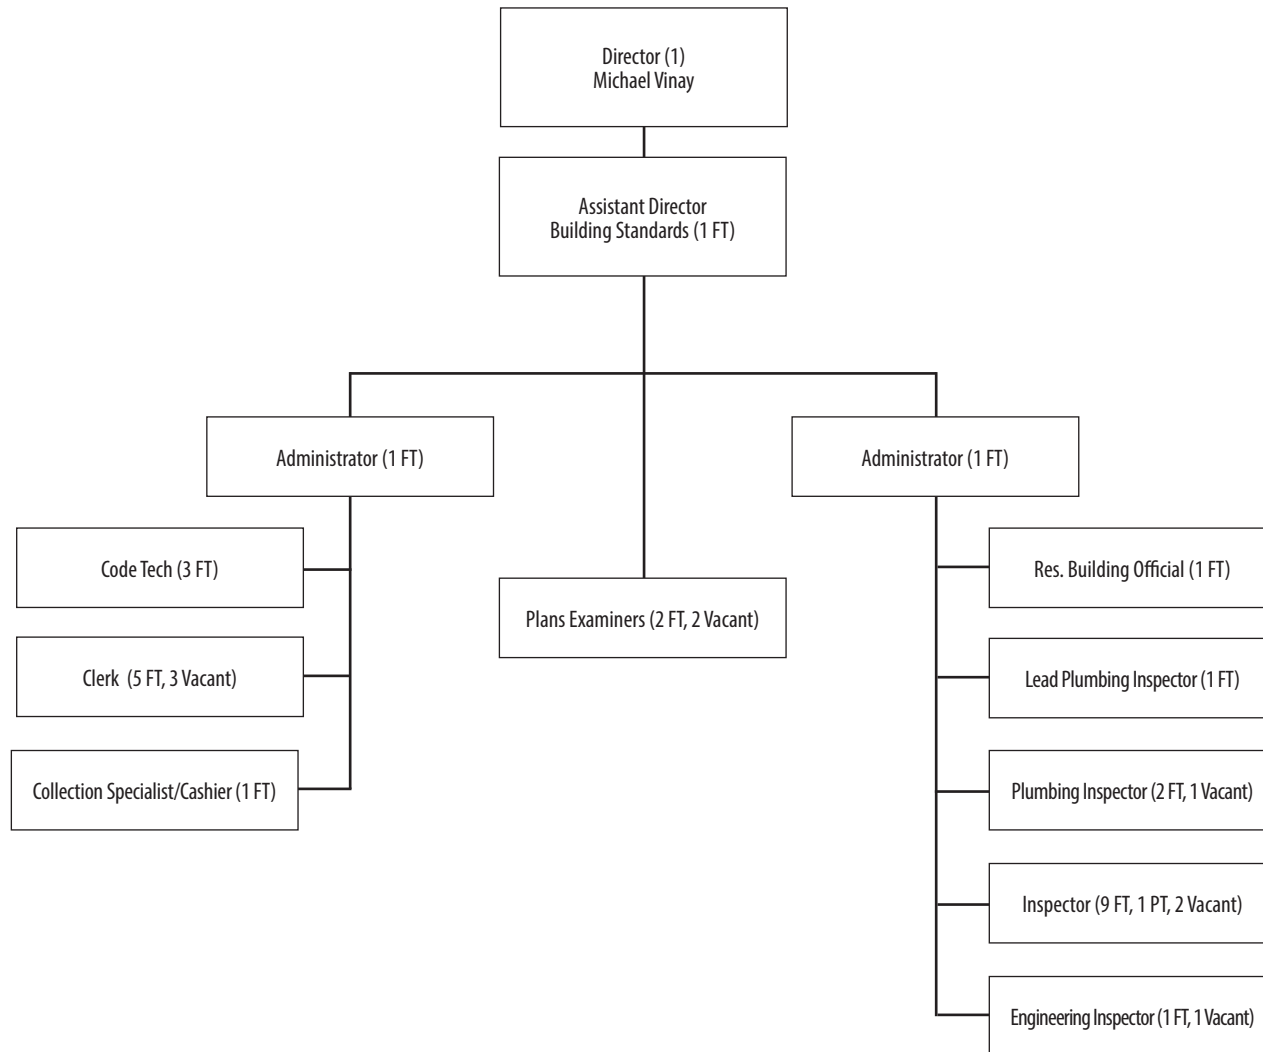 Director (1)
Michael Vinay
Assistant Director
Building Standards (1 FT)
Administrator (1 FT)
Administrator (1 FT)
Code Tech (3 FT)
Clerk  (5 FT, 3 Vacant)
Collection Specialist/Cashier (1 FT)
Plans Examiners (2 FT, 2 Vacant)
Res. Building Official (1 FT)
Lead Plumbing Inspector (1 FT)
Plumbing Inspector (2 FT, 1 Vacant)
Inspector (9 FT, 1 PT, 2 Vacant)
Engineering Inspector (1 FT, 1 Vacant)